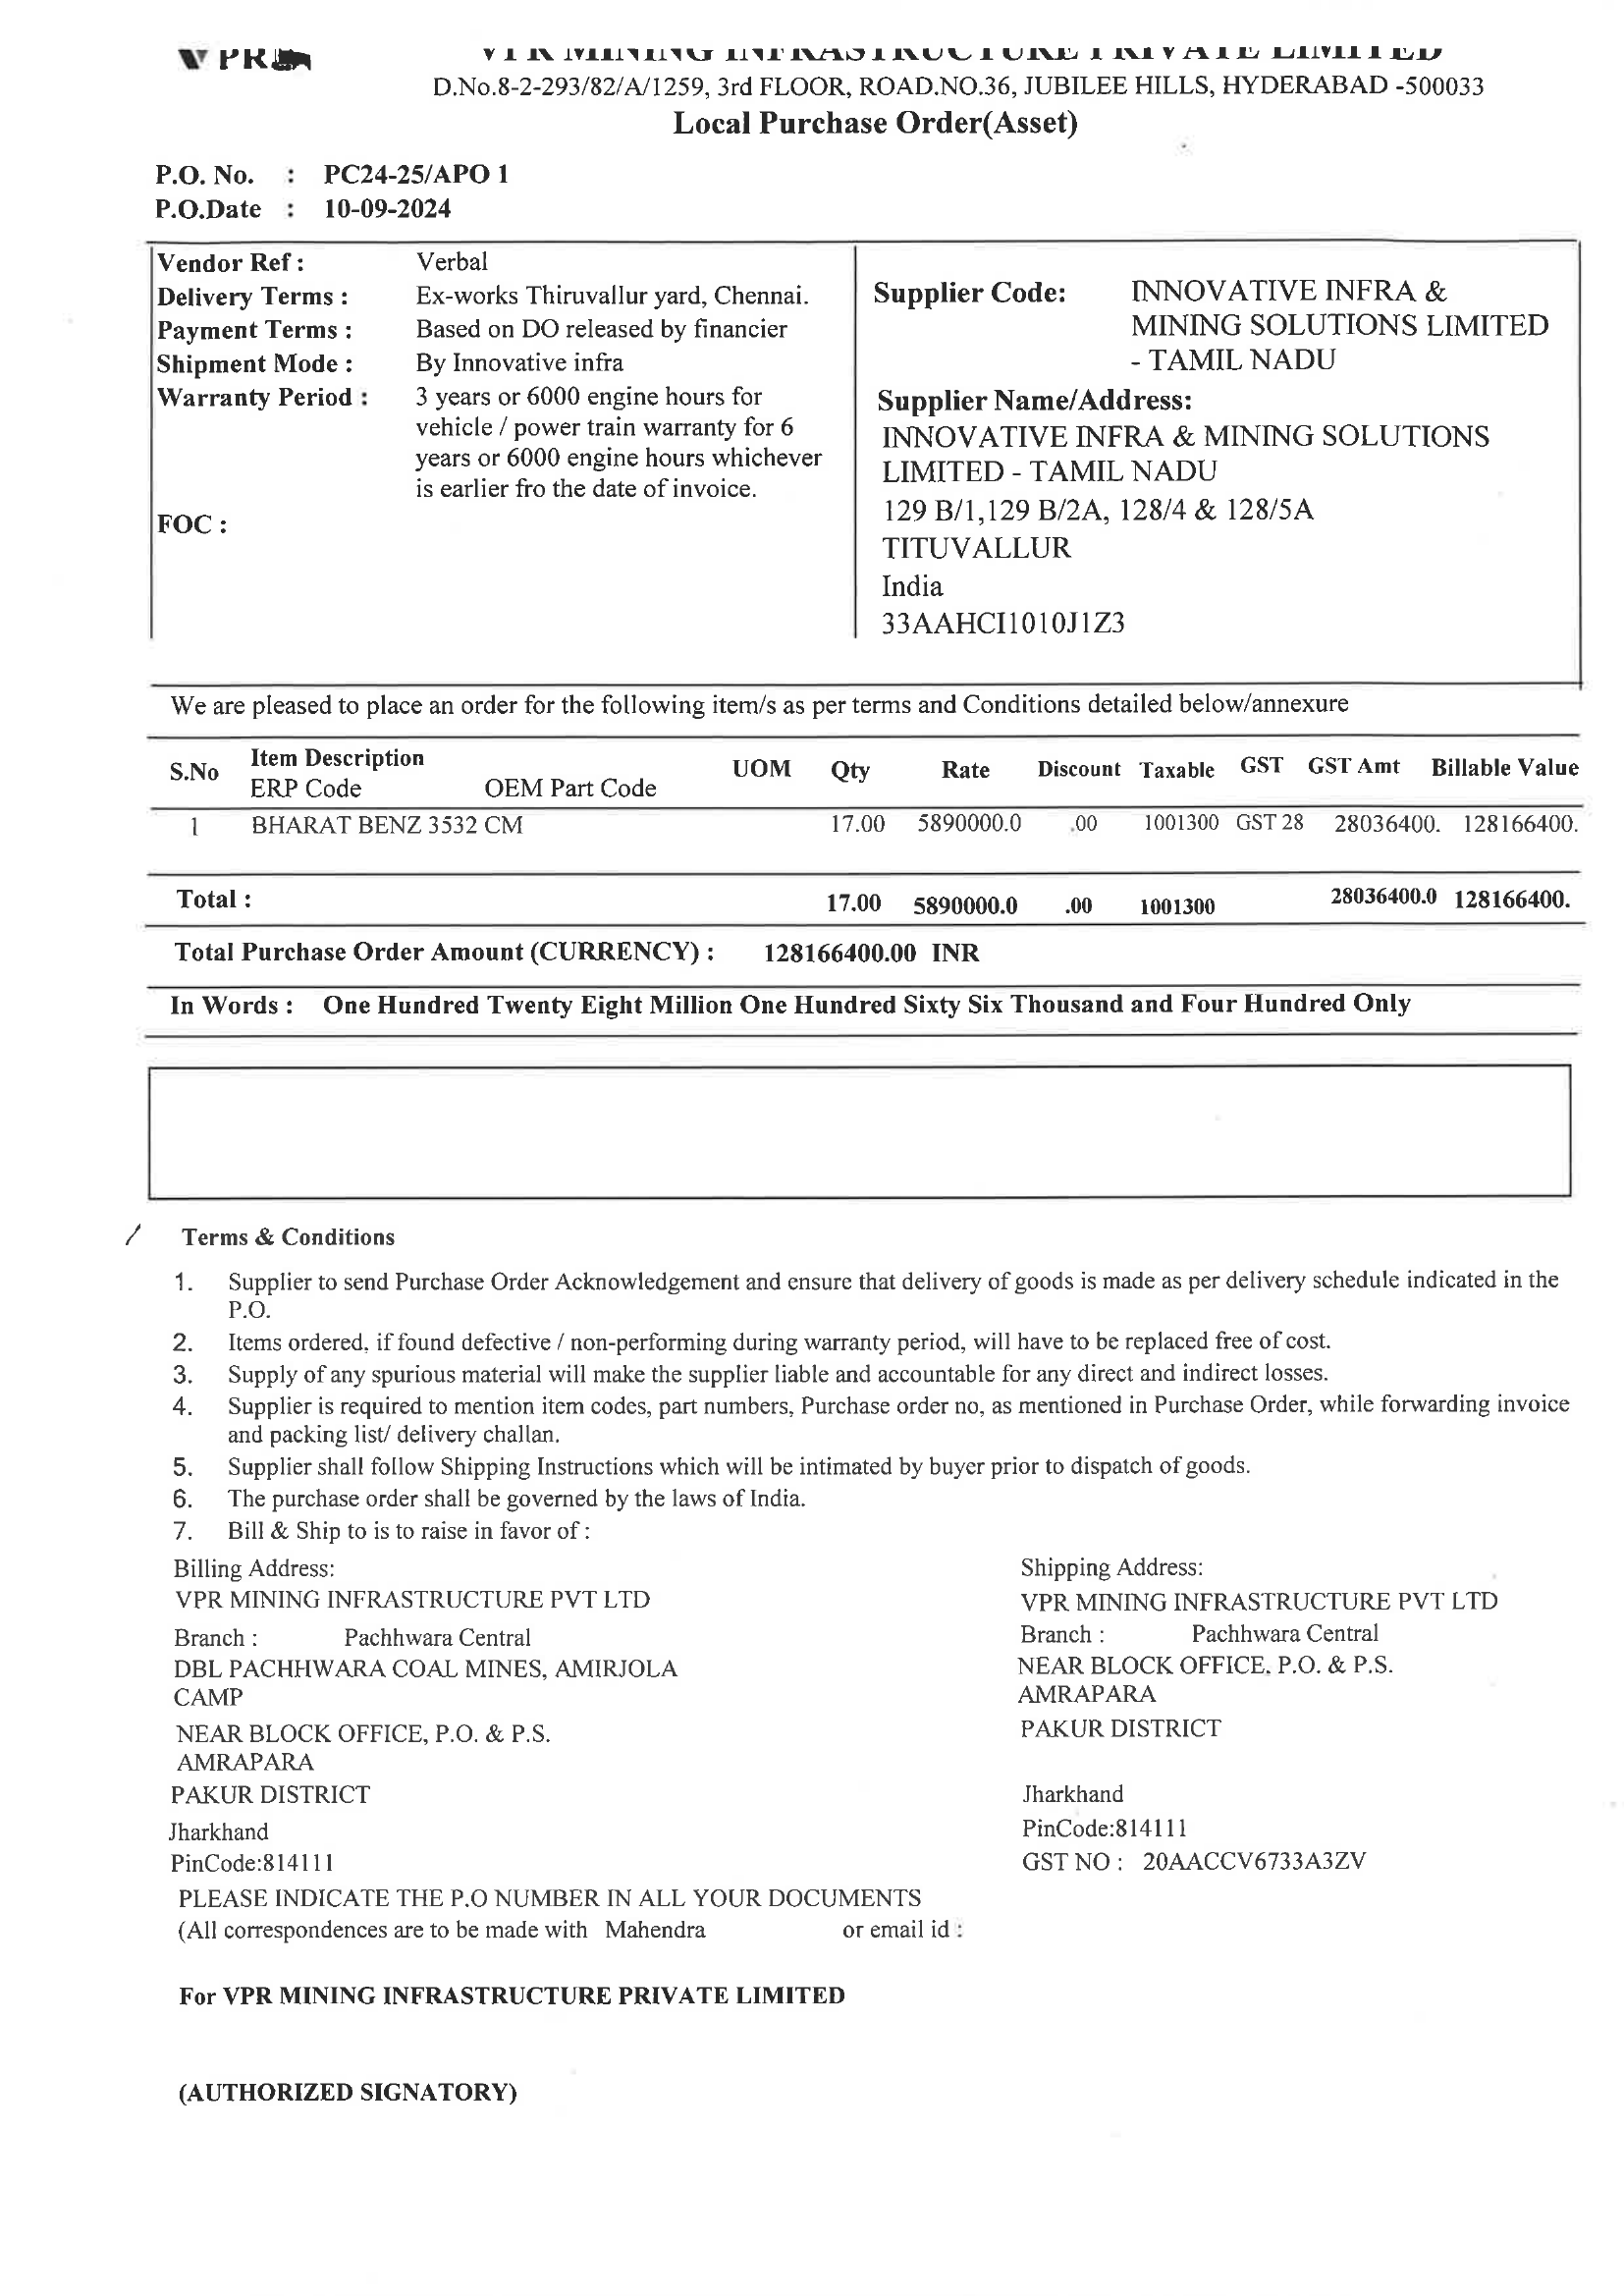 VPR
VPR MINING INFRASTRUCTURE PRIVATE LIMITED
D.No.8-2-293/82/A/1259, 3rd FLOOR, ROAD.NO.36, JUBILEE HILLS, HYDERABAD -500033
Local Purchase Order(Asset)
P.O. No. : PC24-25/APO 1
P.O.Date : 10-09-2024
Vendor Ref : Verbal
Delivery Terms : Ex-works Thiruvallur yard, Chennai.
Payment Terms : Based on DO released by financier
Shipment Mode : By Innovative infra
Warranty Period : 3 years or 6000 engine hours for
vehicle / power train warranty for 6
years or 6000 engine hours whichever
is earlier fro the date of invoice.
FOC :
Supplier Code: INNOVATIVE INFRA &
MINING SOLUTIONS LIMITED
- TAMIL NADU
Supplier Name/Address:
INNOVATIVE INFRA & MINING SOLUTIONS
LIMITED - TAMIL NADU
129 B/1,129 B/2A, 128/4 & 128/5A
TITUVALLUR
India
33AAHCI1010J1Z3
We are pleased to place an order for the following item/s as per terms and Conditions detailed below/annexure
S.No Item Description UOM Qty Rate Discount Taxable GST GST Amt Billable Value
ERP Code OEM Part Code
1 BHARAT BENZ 3532 CM 17.00 5890000.0 .00 1001300 GST 28 28036400. 128166400.
Total : 17.00 5890000.0 .00 1001300 28036400.0 128166400.
Total Purchase Order Amount (CURRENCY) : 128166400.00 INR
In Words : One Hundred Twenty Eight Million One Hundred Sixty Six Thousand and Four Hundred Only
Terms & Conditions
1. Supplier to send Purchase Order Acknowledgement and ensure that delivery of goods is made as per delivery schedule indicated in the
P.O.
2. Items ordered, if found defective / non-performing during warranty period, will have to be replaced free of cost.
3. Supply of any spurious material will make the supplier liable and accountable for any direct and indirect losses.
4. Supplier is required to mention item codes, part numbers, Purchase order no, as mentioned in Purchase Order, while forwarding invoice
and packing list/ delivery challan.
5. Supplier shall follow Shipping Instructions which will be intimated by buyer prior to dispatch of goods.
6. The purchase order shall be governed by the laws of India.
7. Bill & Ship to is to raise in favor of :
Billing Address:
VPR MINING INFRASTRUCTURE PVT LTD
Branch : Pachhwara Central
DBL PACHHWARA COAL MINES, AMIRJOLA
CAMP
NEAR BLOCK OFFICE, P.O. & P.S.
AMRAPARA
PAKUR DISTRICT
Jharkhand
PinCode:814111
Shipping Address:
VPR MINING INFRASTRUCTURE PVT LTD
Branch : Pachhwara Central
NEAR BLOCK OFFICE, P.O. & P.S.
AMRAPARA
PAKUR DISTRICT
Jharkhand
PinCode:814111
GST NO : 20AACCV6733A3ZV
PLEASE INDICATE THE P.O NUMBER IN ALL YOUR DOCUMENTS
(All correspondences are to be made with Mahendra or email id :
For VPR MINING INFRASTRUCTURE PRIVATE LIMITED
(AUTHORIZED SIGNATORY)